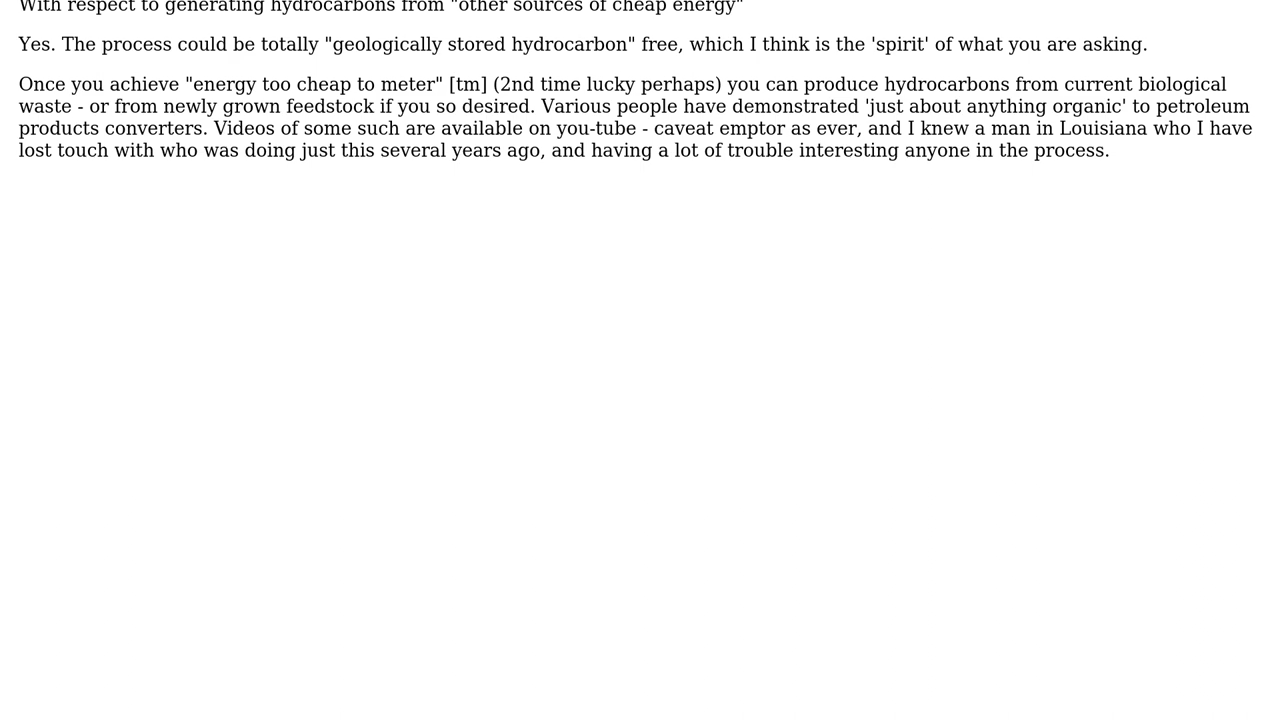 With respect to generating hydrocarbons from "other sources of cheap energy"
Yes. The process could be totally "geologically stored hydrocarbon" free, which I think is the 'spirit' of what you are asking.
Once you achieve "energy too cheap to meter" [tm] (2nd time lucky perhaps) you can produce hydrocarbons from current biological
waste - or from newly grown feedstock if you so desired. Various people have demonstrated 'just about anything organic' to petroleum
products converters. Videos of some such are available on you-tube - caveat emptor as ever, and I knew a man in Louisiana who I have
lost touch with who was doing just this several years ago, and having a lot of trouble interesting anyone in the process.